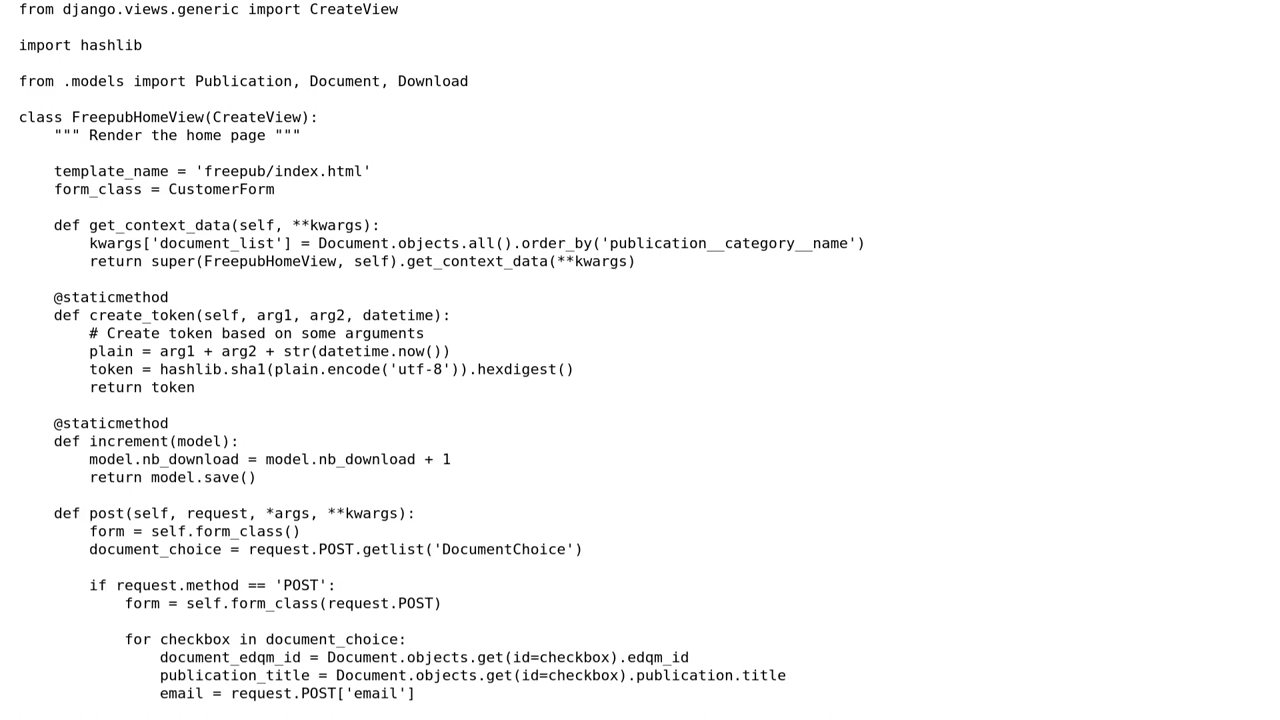 from django.views.generic import CreateView
import hashlib
from .models import Publication, Document, Download
class FreepubHomeView(CreateView):
""" Render the home page """
template_name = 'freepub/index.html'
form_class = CustomerForm
def get_context_data(self, **kwargs):
kwargs['document_list'] = Document.objects.all().order_by('publication__category__name')
return super(FreepubHomeView, self).get_context_data(**kwargs)
@staticmethod
def create_token(self, arg1, arg2, datetime):
# Create token based on some arguments
plain = arg1 + arg2 + str(datetime.now())
token = hashlib.sha1(plain.encode('utf-8')).hexdigest()
return token
@staticmethod
def increment(model):
model.nb_download = model.nb_download + 1
return model.save()
def post(self, request, *args, **kwargs):
form = self.form_class()
document_choice = request.POST.getlist('DocumentChoice')
if request.method == 'POST':
form = self.form_class(request.POST)
for checkbox in document_choice:
document_edqm_id = Document.objects.get(id=checkbox).edqm_id
publication_title = Document.objects.get(id=checkbox).publication.title
email = request.POST['email']